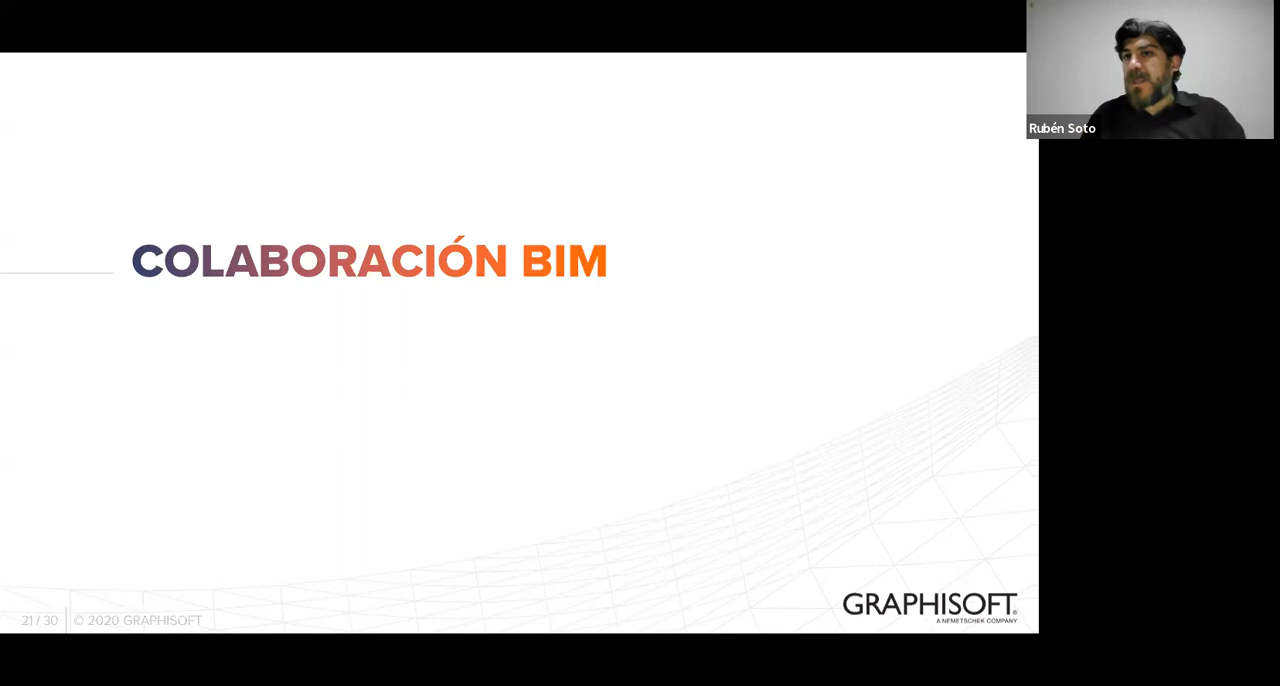 Rubén Soto
COLABORACIÓN BIM
21 / 30 © 2020 GRAPHISOFT
GRAPHISOFT®
A NEMETSCHEK COMPANY